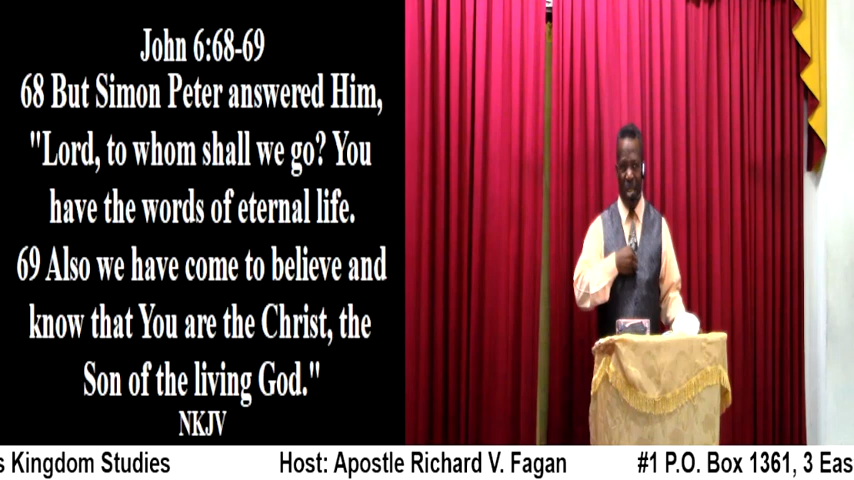 John 6:68-69
68 But Simon Peter answered Him,
"Lord, to whom shall we go? You
have the words of eternal life.
69 Also we have come to believe and
know that You are the Christ, the
Son of the living God."
NKJV
s Kingdom Studies Host: Apostle Richard V. Fagan #1 P.O. Box 1361, 3 Eas